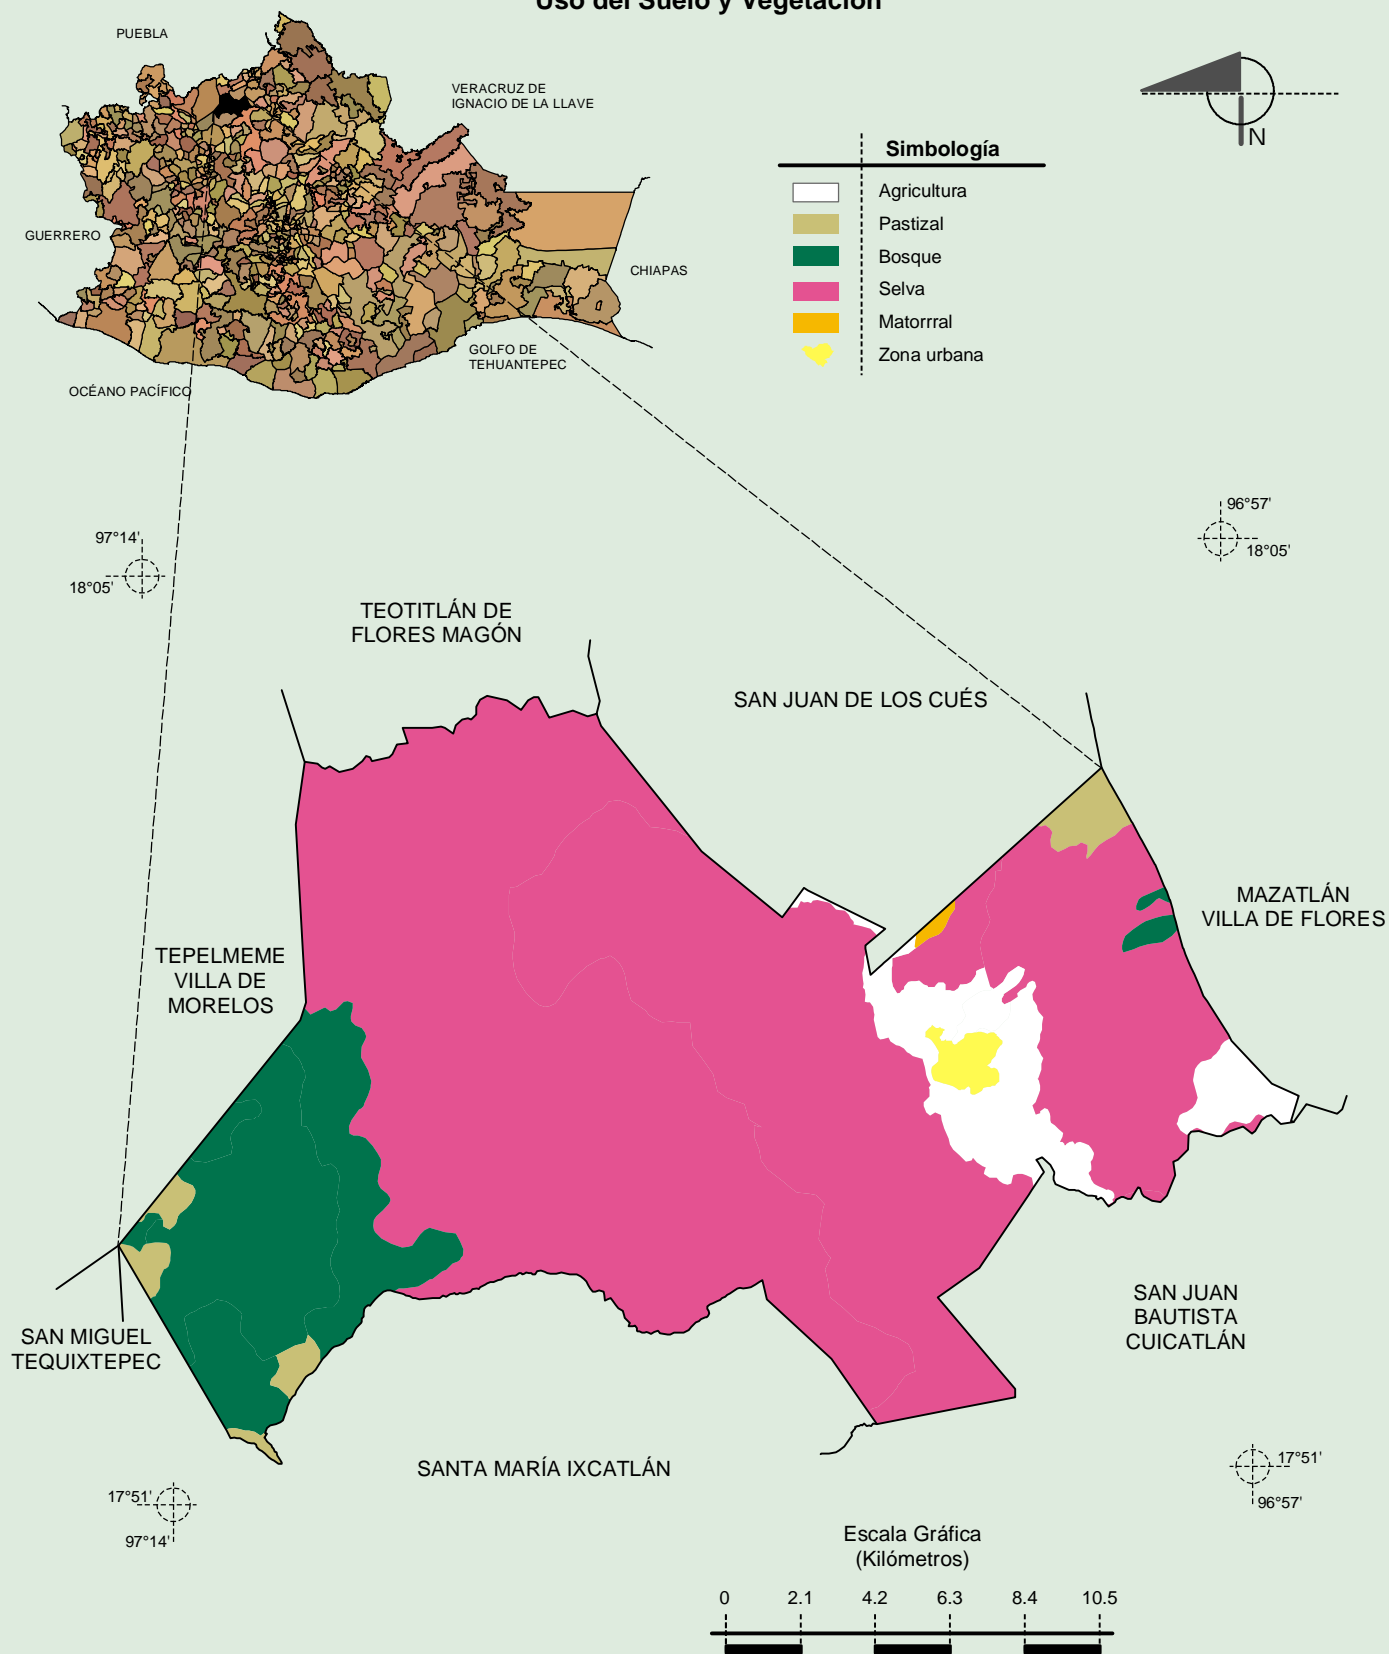 Uso del Suelo y Vegetación
PUEBLA
VERACRUZ DE
IGNACIO DE LA LLAVE
GUERRERO
CHIAPAS
GOLFO DE
TEHUANTEPEC
OCÉANO PACÍFICO
N
Simbología
Agricultura
Pastizal
Bosque
Selva
Matorrral
Zona urbana
97°14'
18°05'
96°57'
18°05'
TEOTITLÁN DE
FLORES MAGÓN
SAN JUAN DE LOS CUÉS
MAZATLÁN
VILLA DE FLORES
TEPELMEME
VILLA DE
MORELOS
SAN MIGUEL
TEQUIXTEPEC
SAN JUAN
BAUTISTA
CUICATLÁN
SANTA MARÍA IXCATLÁN
17°51'
97°14'
17°51'
96°57'
Escala Gráfica
(Kilómetros)
0 2.1 4.2 6.3 8.4 10.5